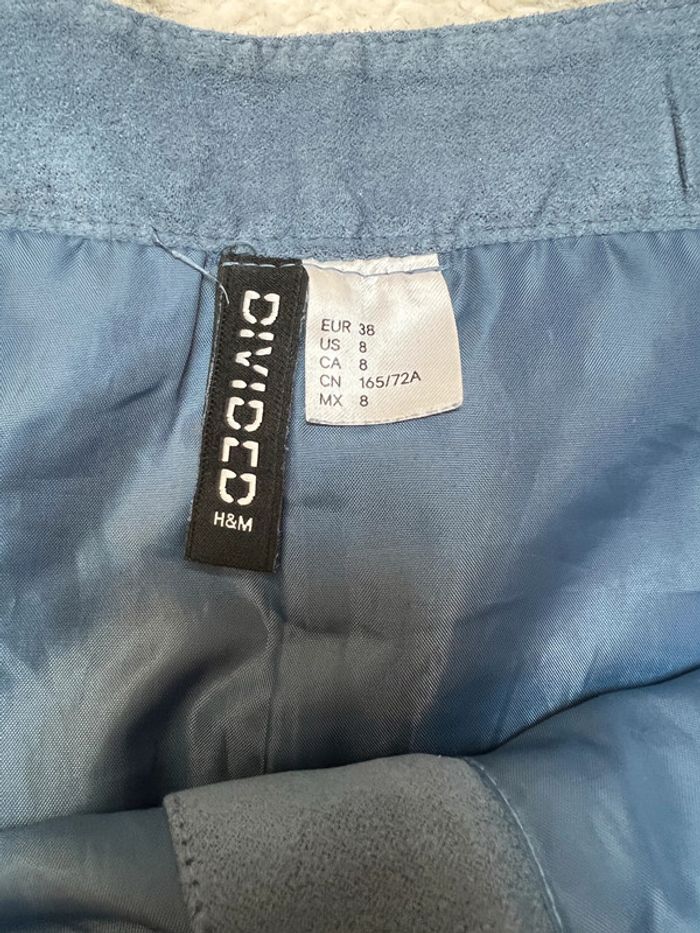 DIVIDED
H&M
EUR 38
US 8
CA 8
CN 165/72A
MX 8